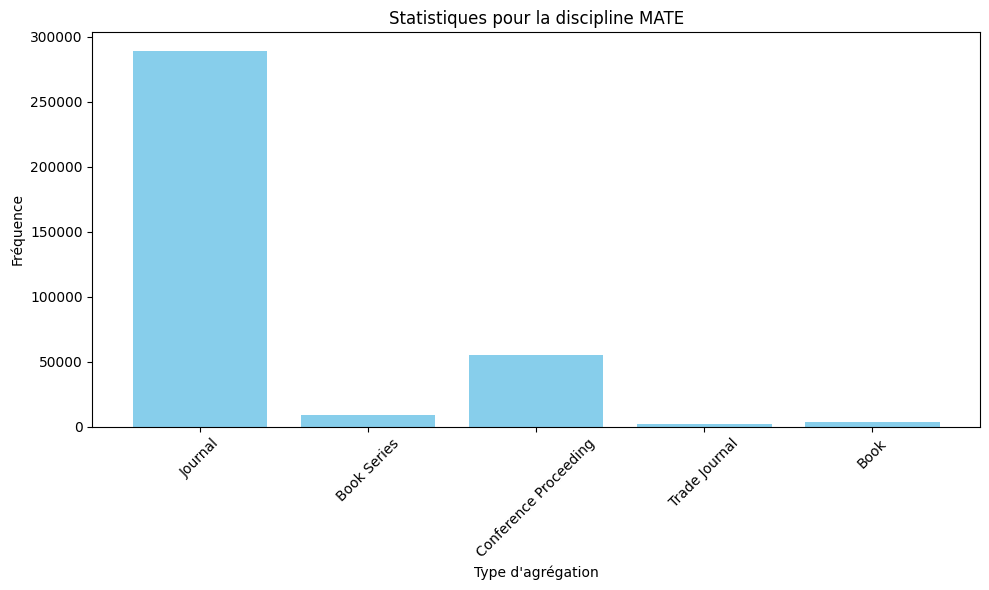 Statistiques pour la discipline MATE
Fréquence
300000
250000
200000
150000
100000
50000
0
Journal
Book Series
Conference Proceeding
Trade Journal
Book
Type d'agrégation